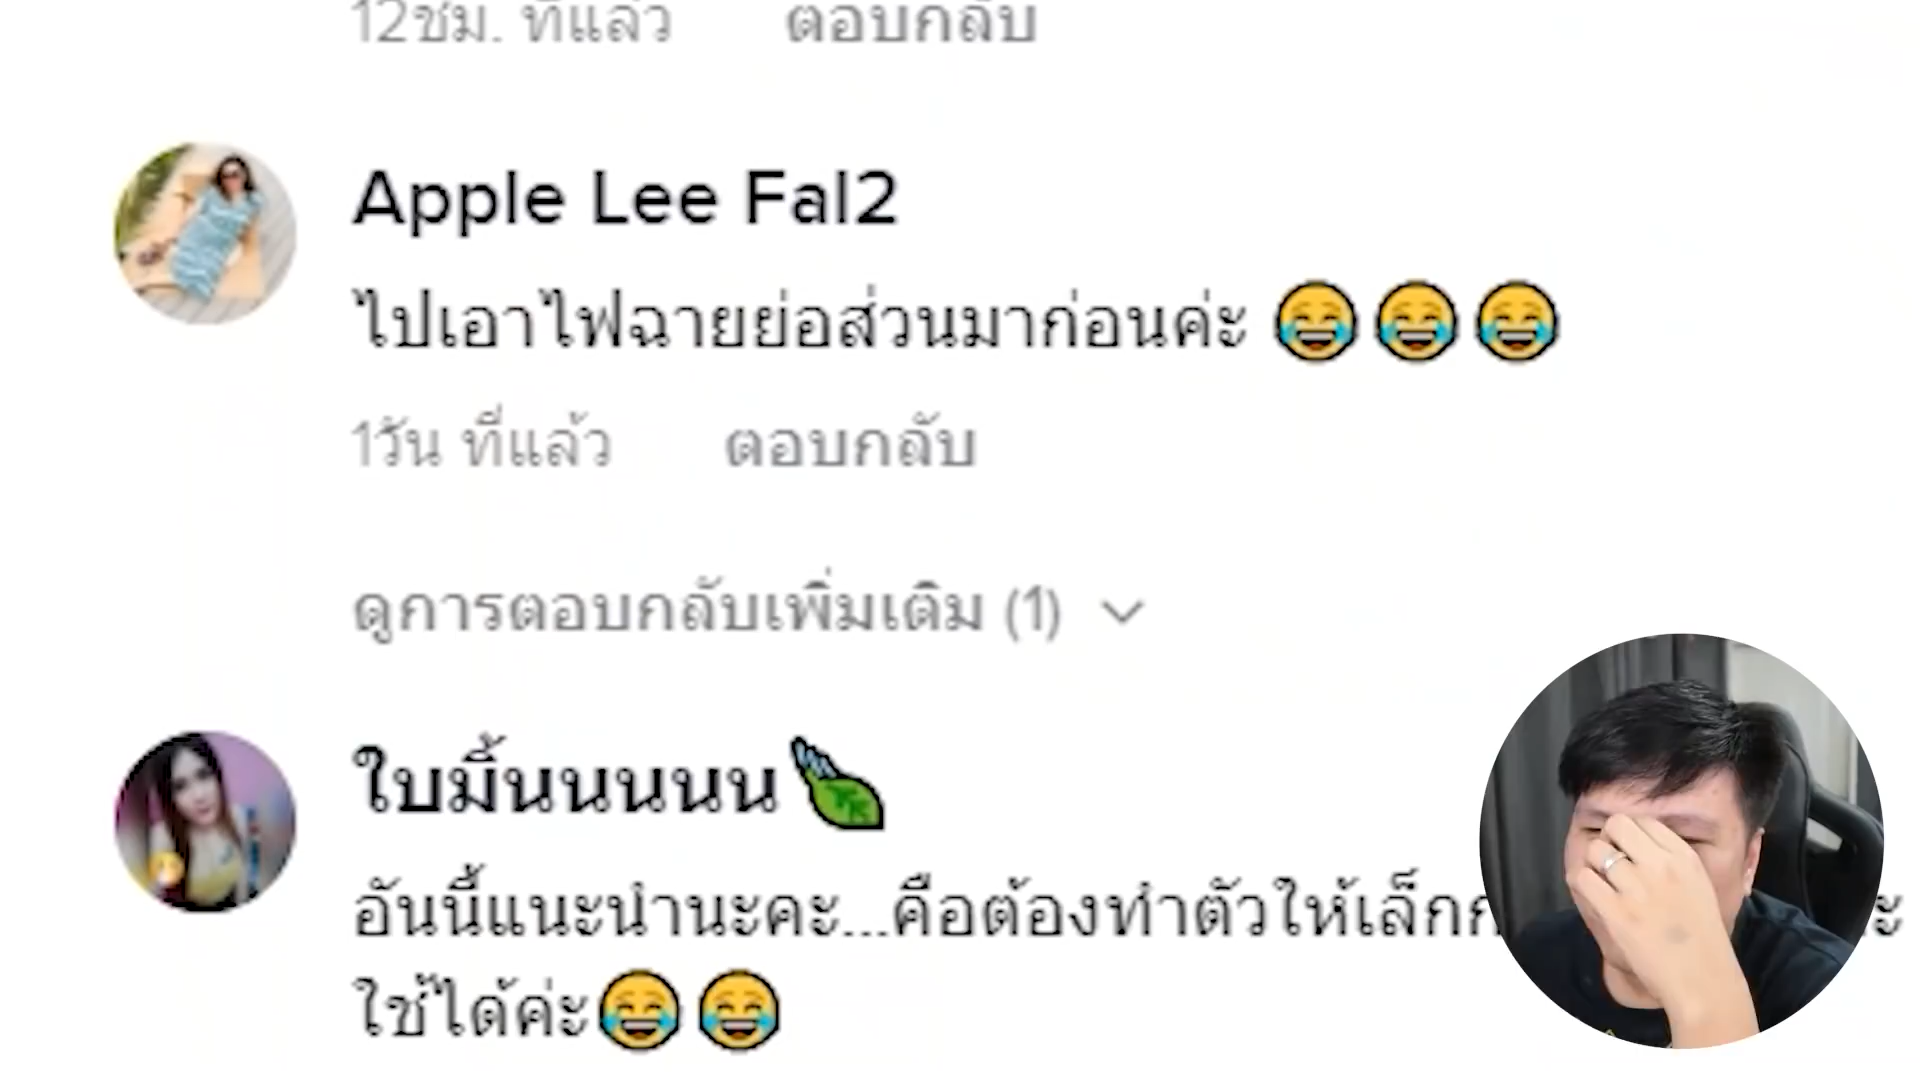 12ชม. ที่แล้ว ตอบกลับ
Apple Lee Fal2
ไปเอาไฟฉายย่อส่วนมาก่อนค่ะ 😂😂😂
1วัน ที่แล้ว ตอบกลับ
ดูการตอบกลับเพิ่มเติม (1)
ใบมิ้นนนนนน🍃
อันนี้แนะนำนะคะ...คือต้องทำตัวให้เล็ก
ใช้ได้ค่ะ😂😂